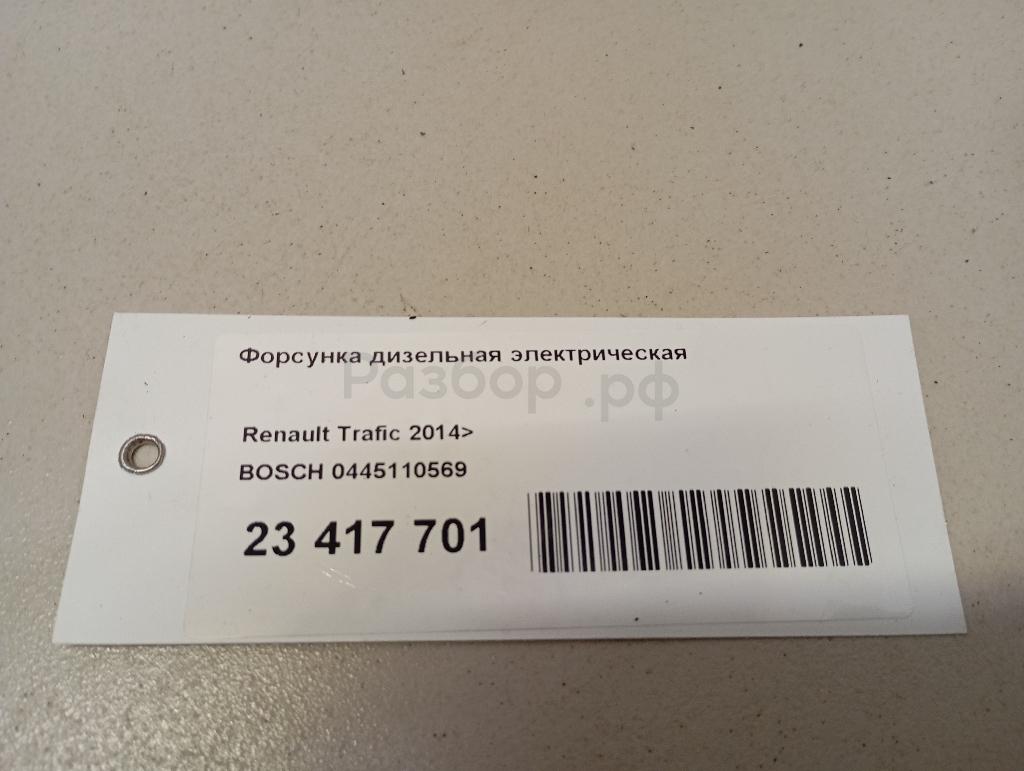 Форсунка дизельная электрическая
Разбор.рф
Renault Trafic 2014>
BOSCH 0445110569
23 417 701